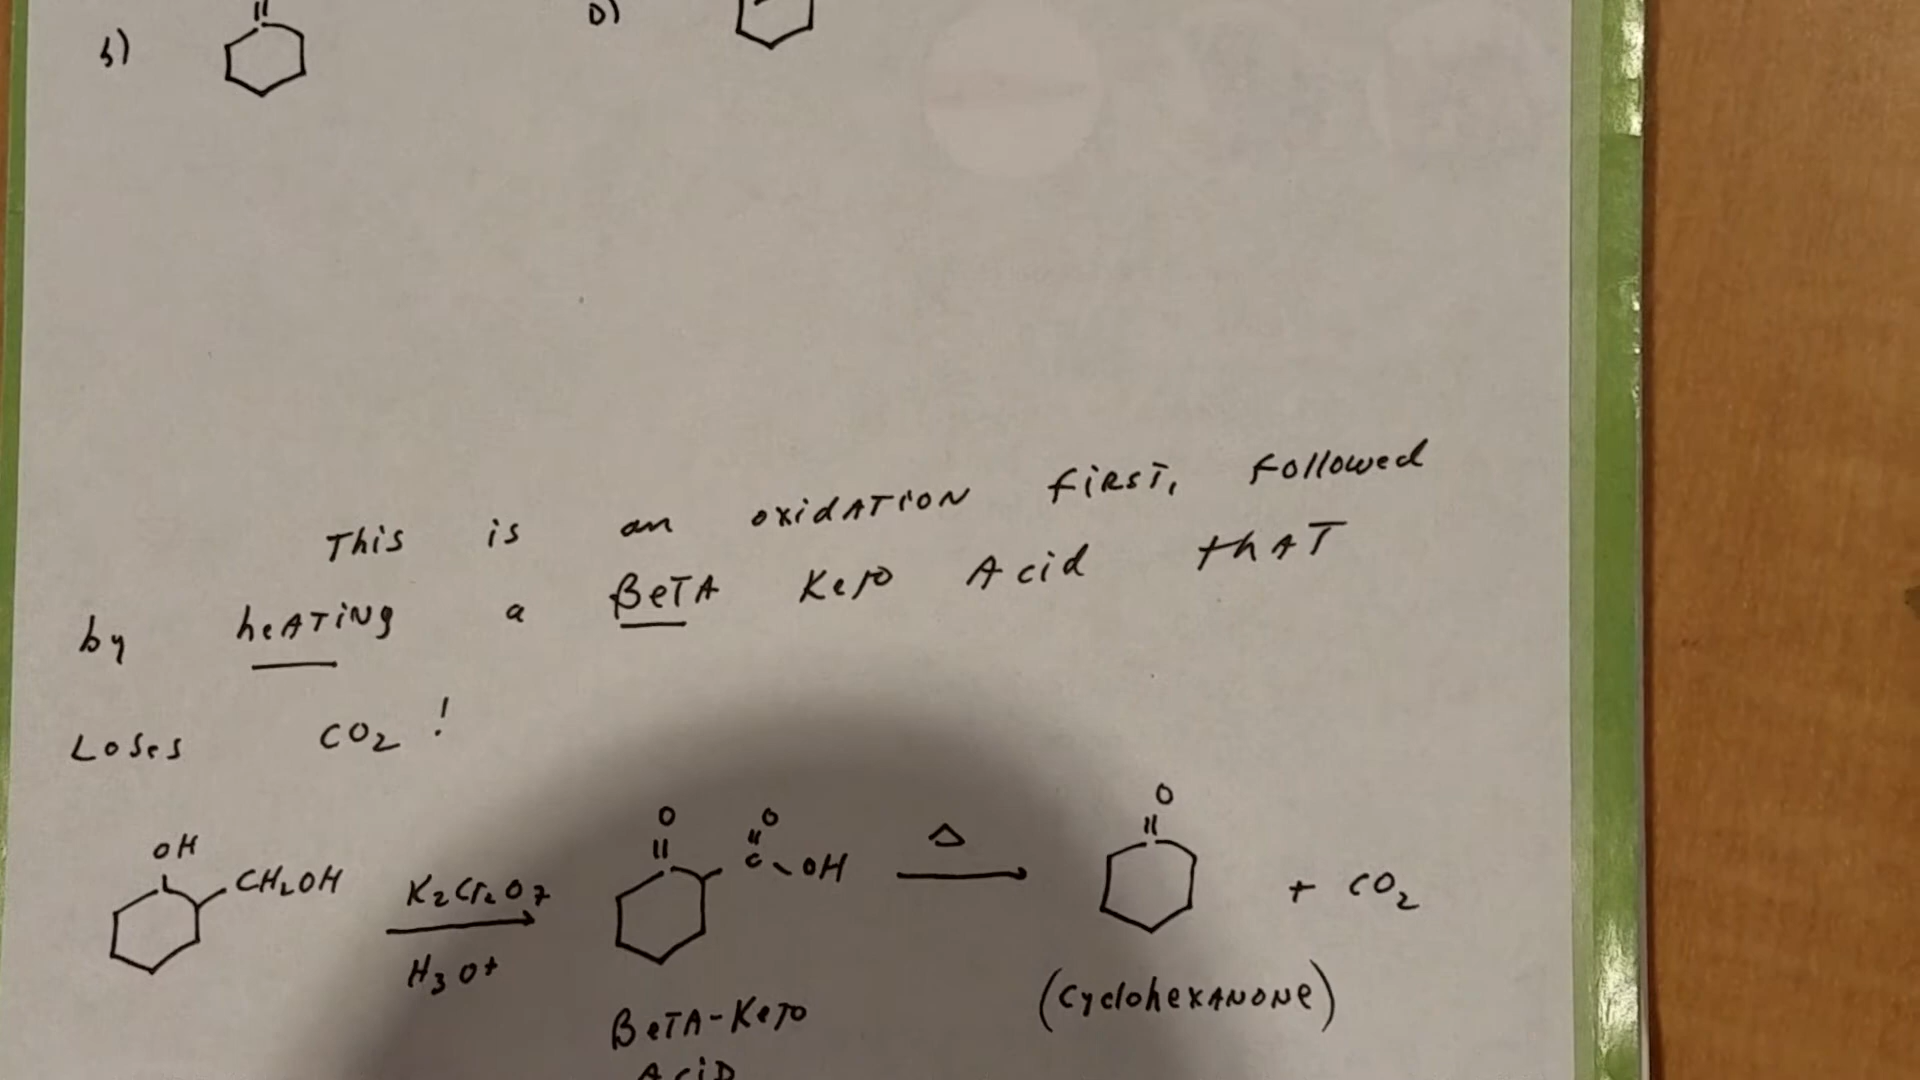 b) D)
This is an oxidation first, followed
by heating a Beta Keto Acid that
Loses CO2!
OH O O O
CH2OH K2Cr2O7 C OH Δ + CO2
H3O+
(Cyclohexanone)
Beta-Keto
Acid